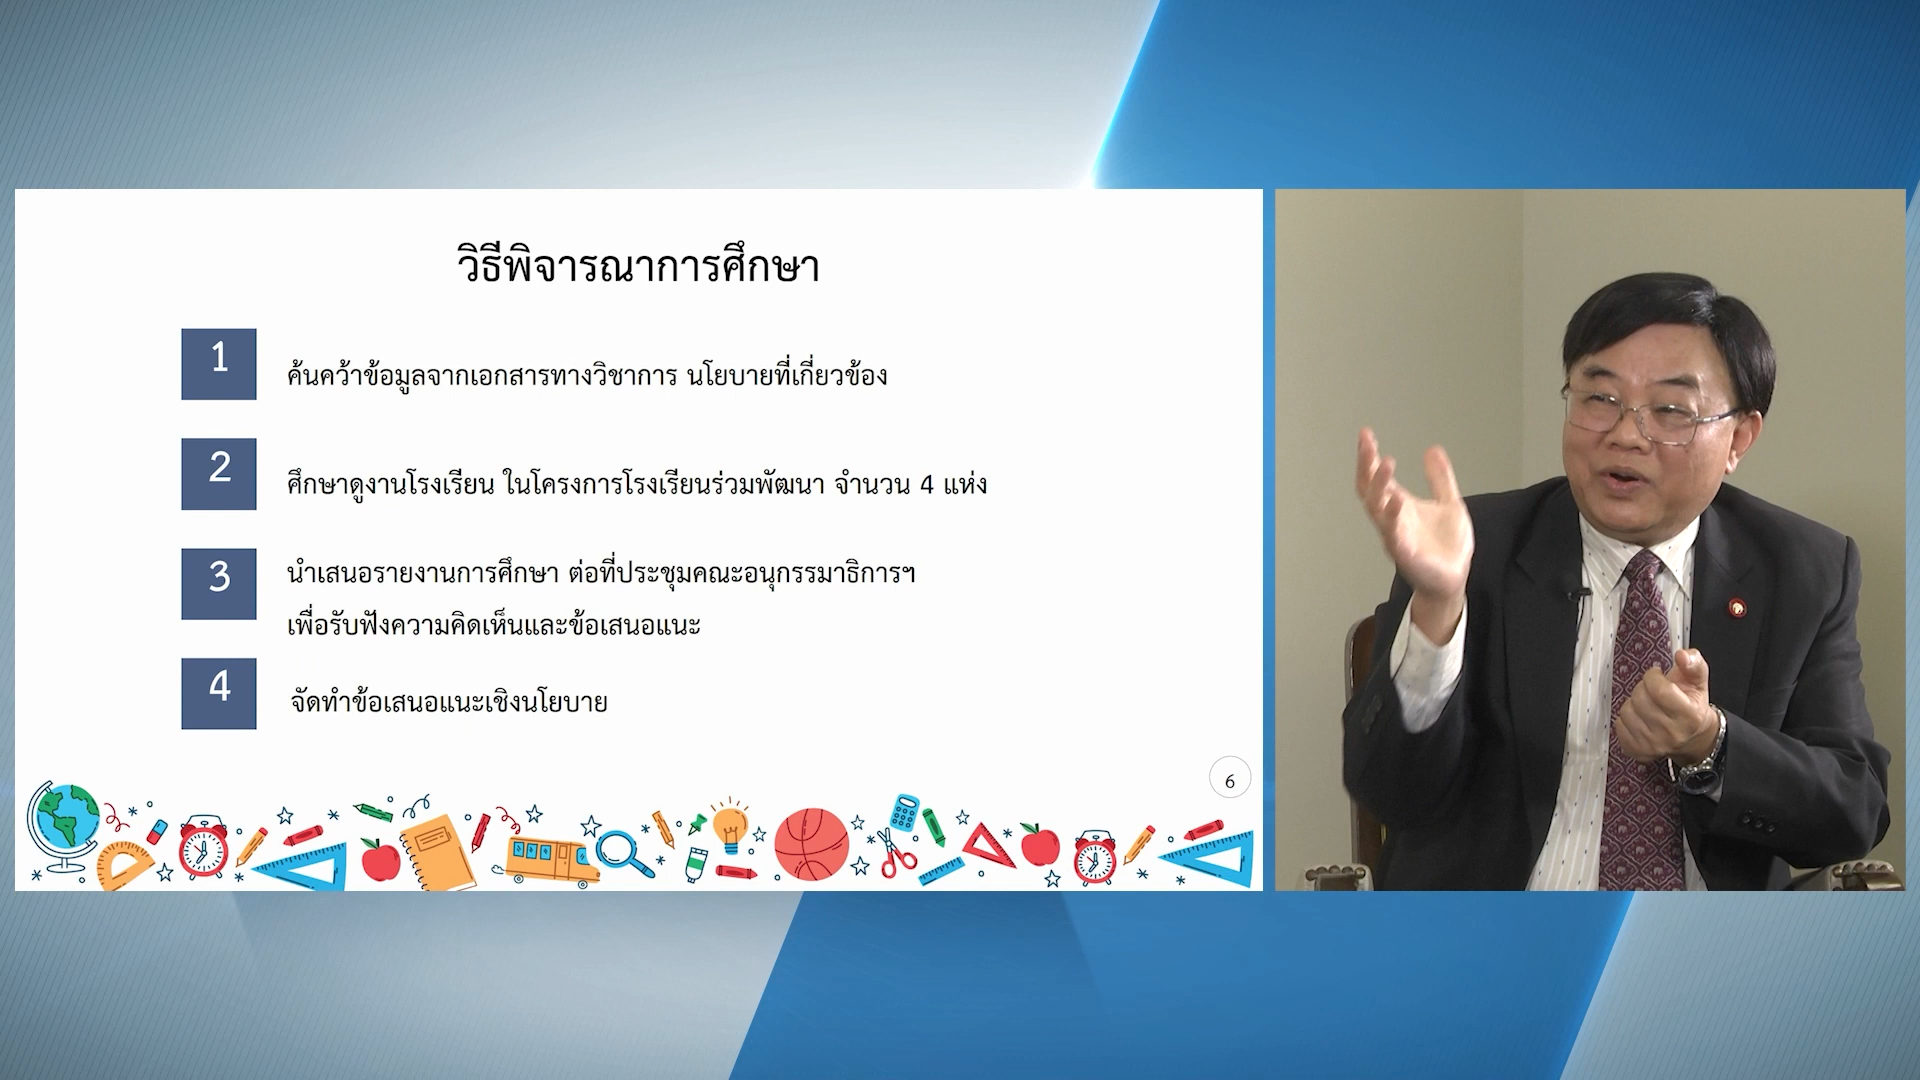 วิธีพิจารณาการศึกษา
1
ค้นคว้าข้อมูลจากเอกสารทางวิชาการ นโยบายที่เกี่ยวข้อง
2
ศึกษาดูงานโรงเรียน ในโครงการโรงเรียนร่วมพัฒนา จำนวน 4 แห่ง
3
นำเสนอรายงานการศึกษา ต่อที่ประชุมคณะอนุกรรมาธิการฯ
เพื่อรับฟังความคิดเห็นและข้อเสนอแนะ
4
จัดทำข้อเสนอแนะเชิงนโยบาย
6